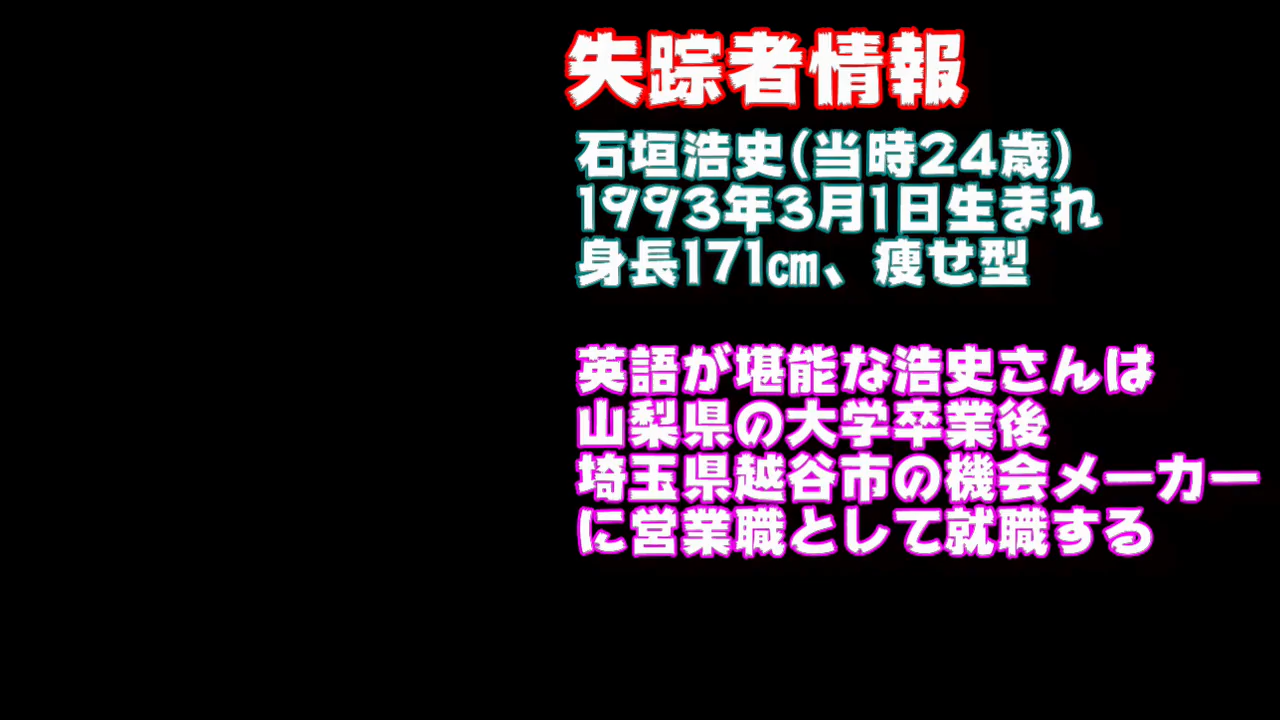 失踪者情報
石垣浩史(当時24歳)
1993年3月1日生まれ
身長171㎝、痩せ型
英語が堪能な浩史さんは
山梨県の大学卒業後
埼玉県越谷市の機会メーカー
に営業職として就職する